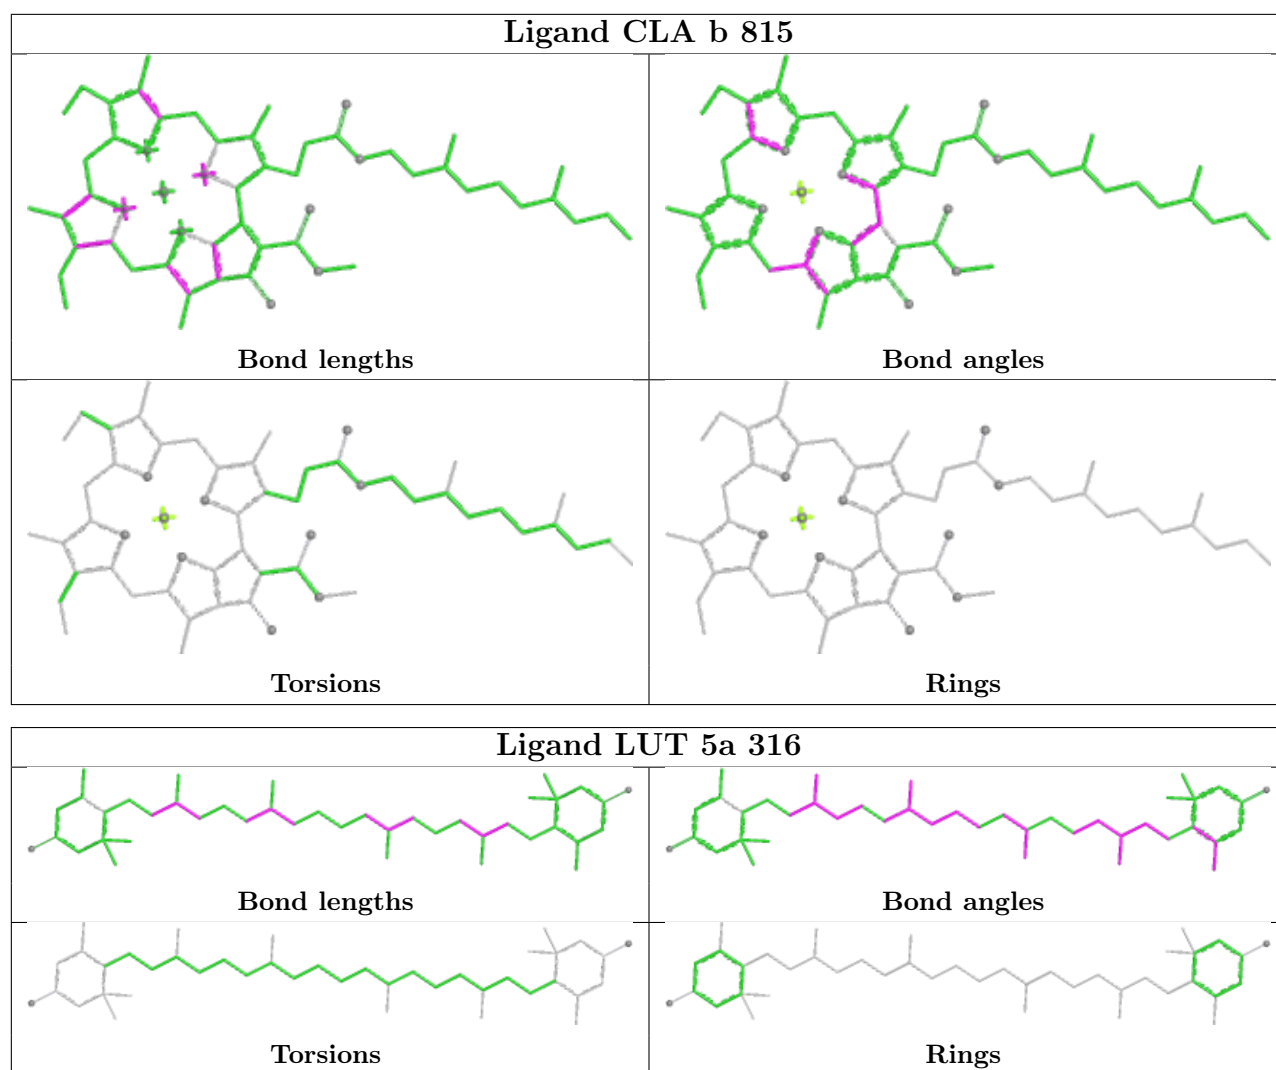 Ligand CLA b 815
Bond lengths
Bond angles
Torsions
Rings
Ligand LUT 5a 316
Bond lengths
Bond angles
Torsions
Rings